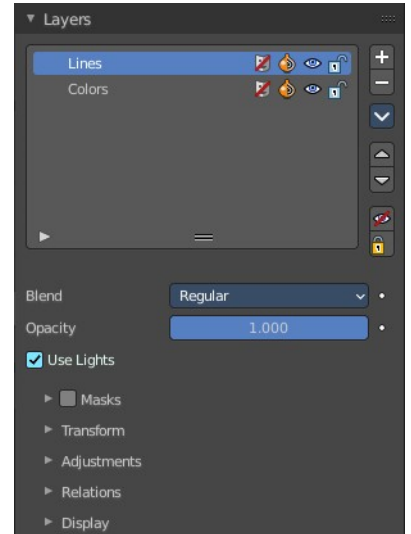 Layers
Lines
Colors
Blend Regular
Opacity 1.000
Use Lights
Masks
Transform
Adjustments
Relations
Display